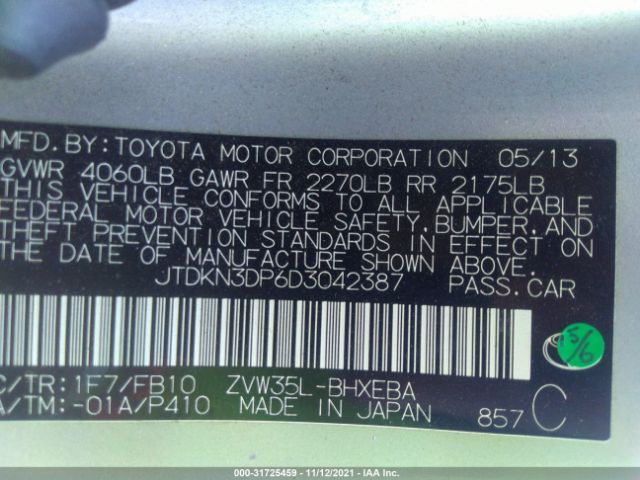 MFD. BY: TOYOTA MOTOR CORPORATION 05/13
GVWR 4060LB GAWR FR 2270LB RR 2175LB
THIS VEHICLE CONFORMS TO ALL APPLICABLE
FEDERAL MOTOR VEHICLE SAFETY, BUMPER, AND
THEFT PREVENTION STANDARDS IN EFFECT ON
THE DATE OF MANUFACTURE SHOWN ABOVE.
JTDKN3DP6D3042387 PASS. CAR
5/6
C/TR: 1F7/FB10 ZVW35L-BHXEBA
A/TM: -01A/P410 MADE IN JAPAN 857 C
000-31725459 - 11/12/2021 - IAA Inc.